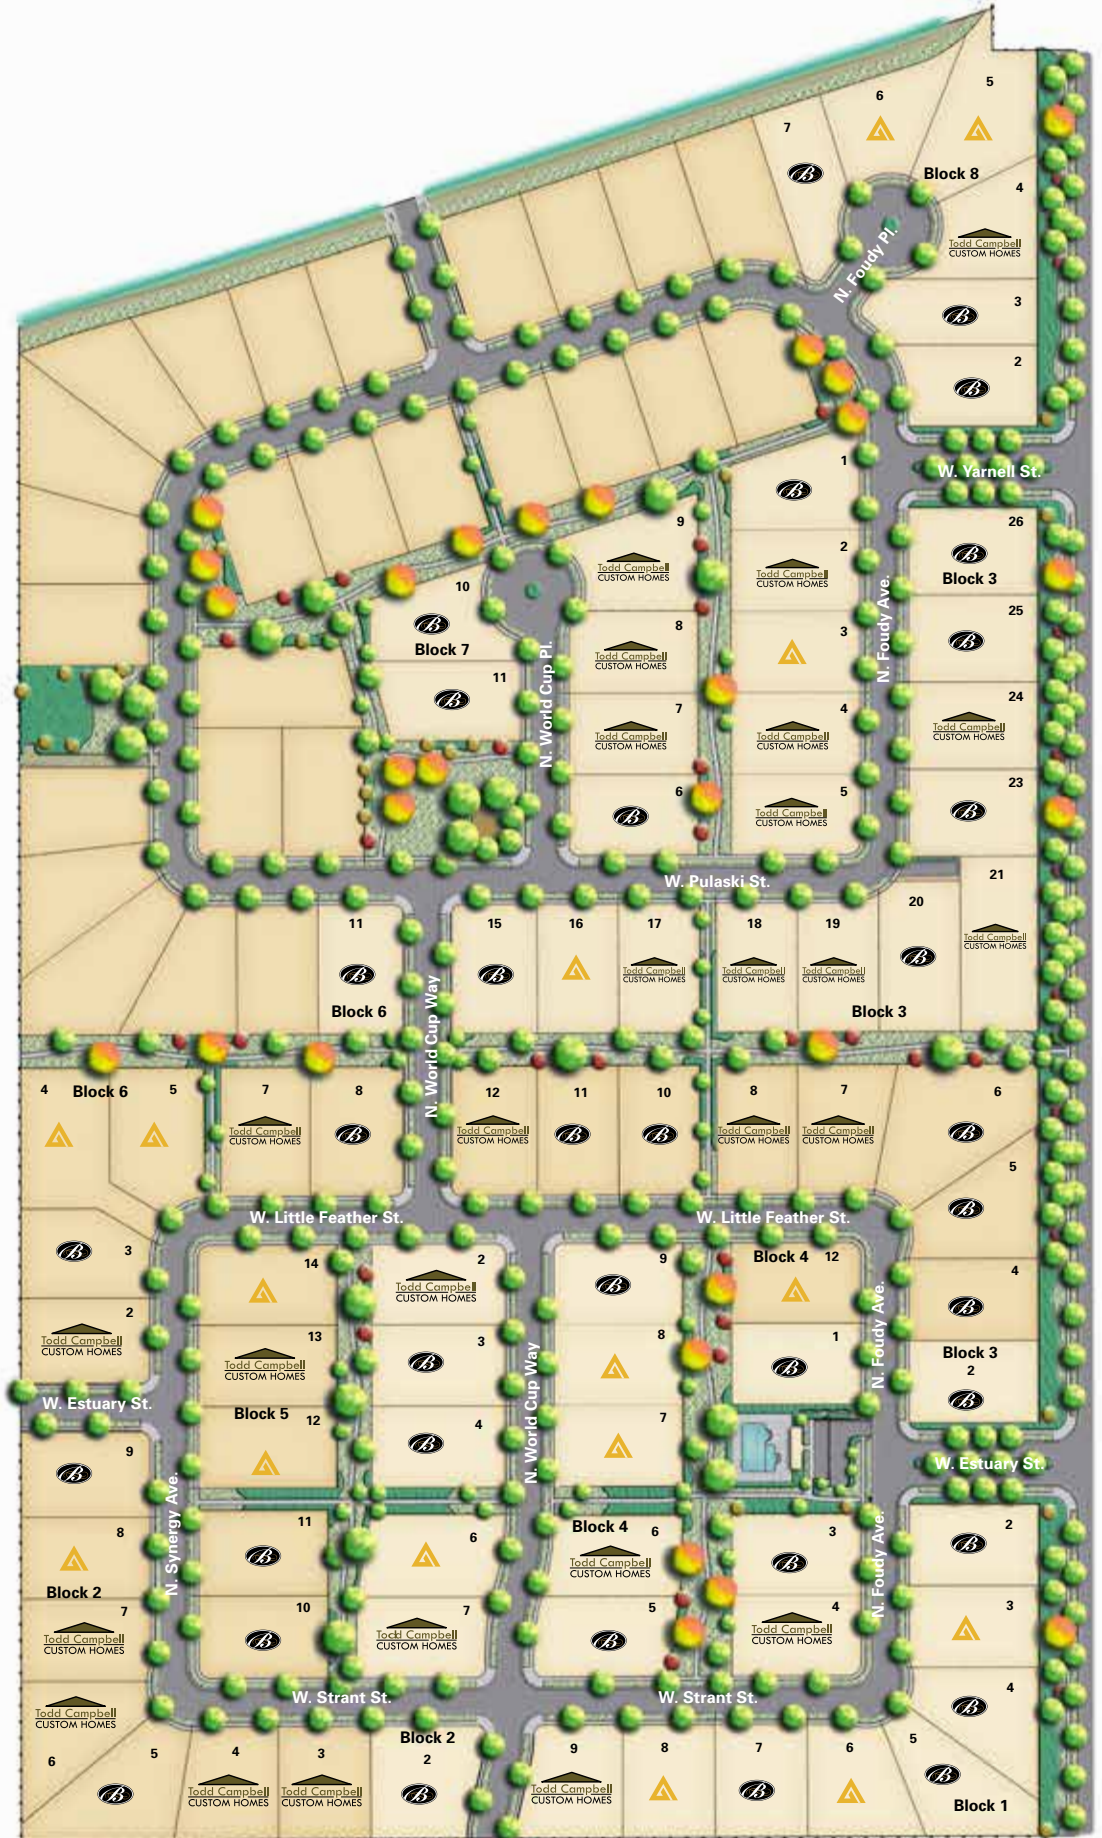 5
6
7
Block 8
4
Todd Campbell
CUSTOM HOMES
N. Foudy Pl.
B
3
B
2
B
W. Yarnell St.
1
B
9
Todd Campbell
CUSTOM HOMES
2
Todd Campbell
CUSTOM HOMES
26
B
Block 3
10
B
Block 7
8
Todd Campbell
CUSTOM HOMES
3
N. Foudy Ave.
25
B
11
B
N. World Cup Pl.
7
Todd Campbell
CUSTOM HOMES
4
Todd Campbell
CUSTOM HOMES
24
Todd Campbell
CUSTOM HOMES
6
B
5
Todd Campbell
CUSTOM HOMES
23
B
W. Pulaski St.
11
B
Block 6
15
B
16
17
Todd Campbell
CUSTOM HOMES
18
Todd Campbell
CUSTOM HOMES
19
Todd Campbell
CUSTOM HOMES
20
B
21
Todd Campbell
CUSTOM HOMES
Block 3
N. World Cup Way
4
Block 6
5
7
Todd Campbell
CUSTOM HOMES
8
B
12
Todd Campbell
CUSTOM HOMES
11
B
10
B
8
Todd Campbell
CUSTOM HOMES
7
Todd Campbell
CUSTOM HOMES
6
B
5
B
W. Little Feather St.
W. Little Feather St.
3
B
14
2
Todd Campbell
CUSTOM HOMES
9
B
Block 4
12
4
B
2
Todd Campbell
CUSTOM HOMES
13
Todd Campbell
CUSTOM HOMES
3
B
N. World Cup Way
8
1
B
N. Foudy Ave.
Block 3
2
B
W. Estuary St.
Block 5
12
4
B
7
W. Estuary St.
9
B
N. Synergy Ave.
8
Block 2
11
B
6
Block 4
6
Todd Campbell
CUSTOM HOMES
3
B
N. Foudy Ave.
2
B
7
Todd Campbell
CUSTOM HOMES
10
B
7
Todd Campbell
CUSTOM HOMES
5
B
4
Todd Campbell
CUSTOM HOMES
3
W. Strant St.
W. Strant St.
4
B
Todd Campbell
CUSTOM HOMES
6
5
B
4
Todd Campbell
CUSTOM HOMES
3
Todd Campbell
CUSTOM HOMES
Block 2
2
B
9
Todd Campbell
CUSTOM HOMES
8
7
B
6
5
B
Block 1